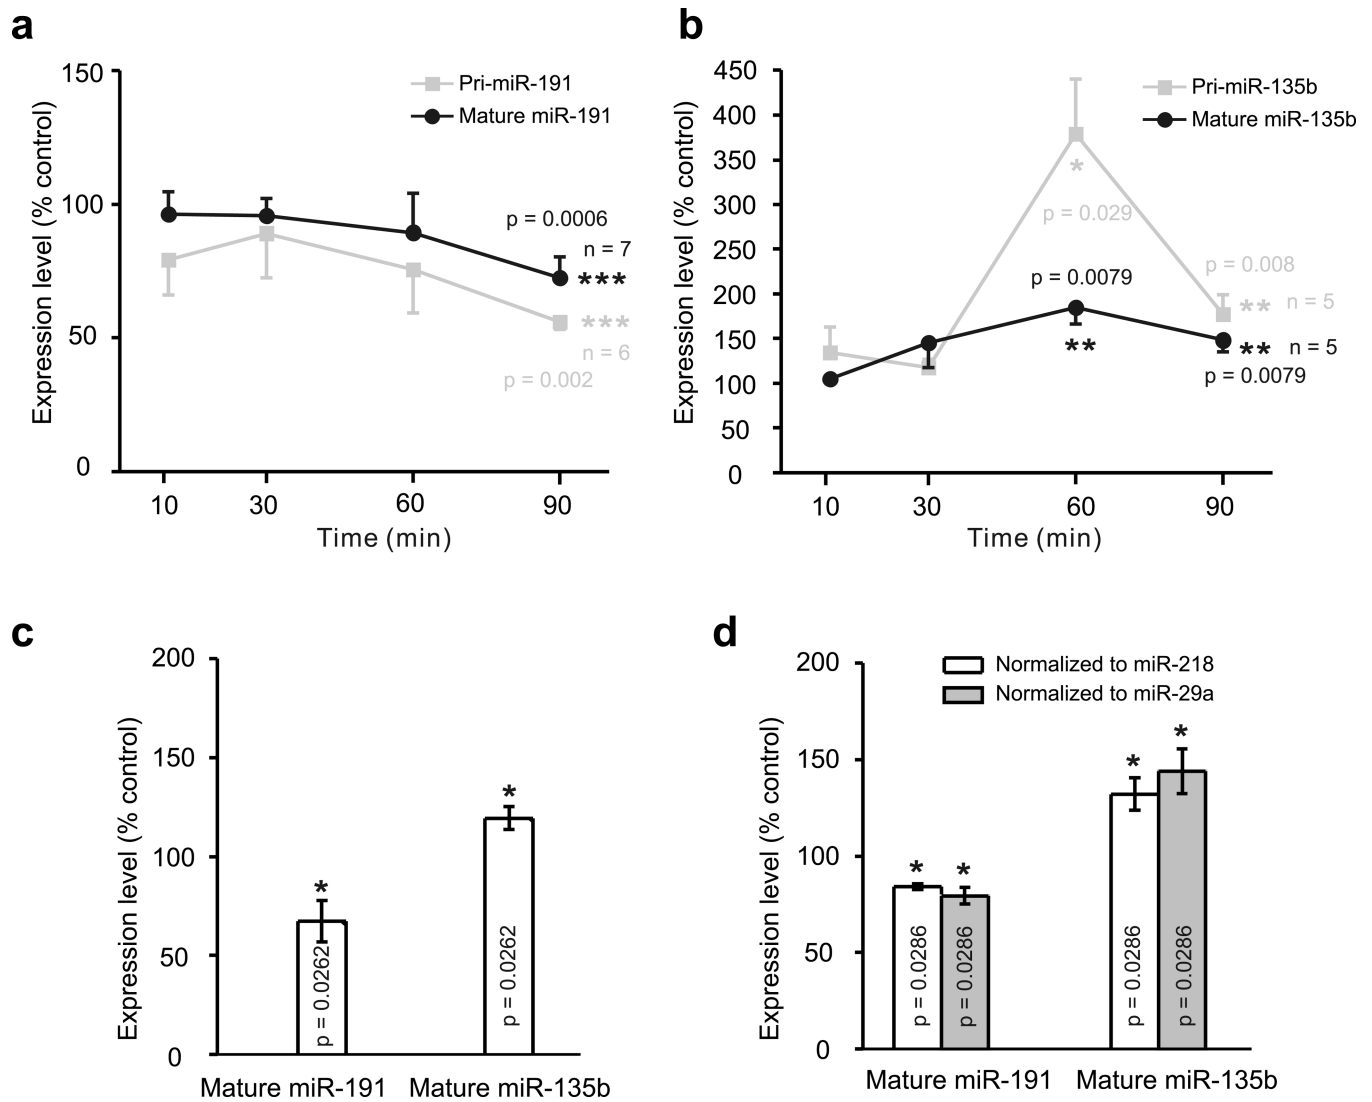 a
150
100
50
0
Expression level (% control)
Pri-miR-191
Mature miR-191
p = 0.0006
n = 7
***
***
n = 6
p = 0.002
10 30 60 90
Time (min)
b
450
400
350
300
250
200
150
100
50
0
Expression level (% control)
Pri-miR-135b
Mature miR-135b
*
p = 0.029
p = 0.0079
**
p = 0.008
** n = 5
** n = 5
p = 0.0079
10 30 60 90
Time (min)
c
200
150
100
50
0
Expression level (% control)
*
p = 0.0262
*
p = 0.0262
Mature miR-191 Mature miR-135b
d
200
150
100
50
0
Expression level (% control)
Normalized to miR-218
Normalized to miR-29a
* *
p = 0.0286
p = 0.0286
* *
p = 0.0286
p = 0.0286
Mature miR-191 Mature miR-135b